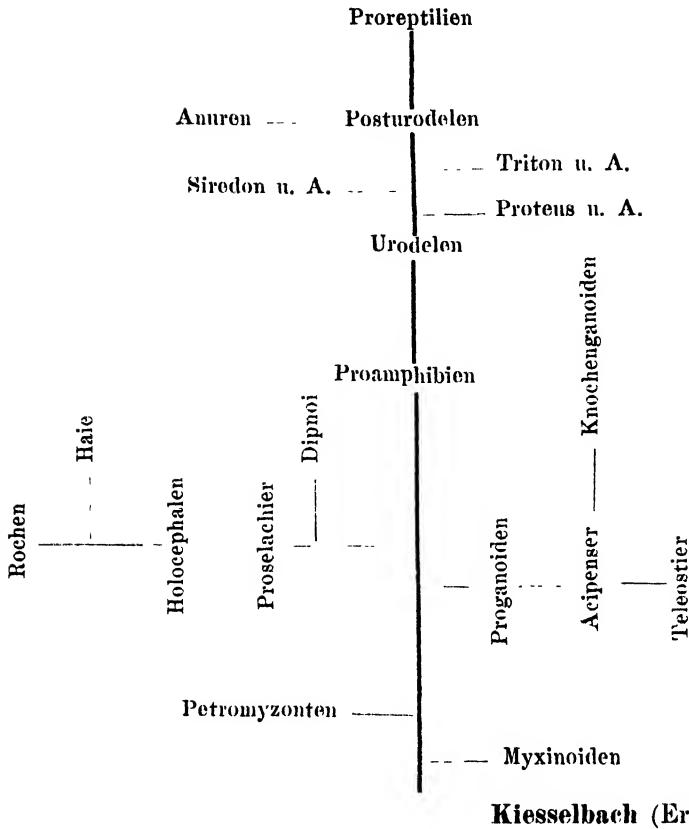 Proreptilien
Anuren
Posturodelen
Triton u. A.
Siredon u. A.
Proteus u. A.
Urodelen
Proamphibien
Knochenganoiden
Dipnoi
Haie
Rochen
Holocephalen
Proselachier
Proganoiden
Acipenser
Teleostier
Petromyzonten
Myxinoiden
Kiesselbach (Er